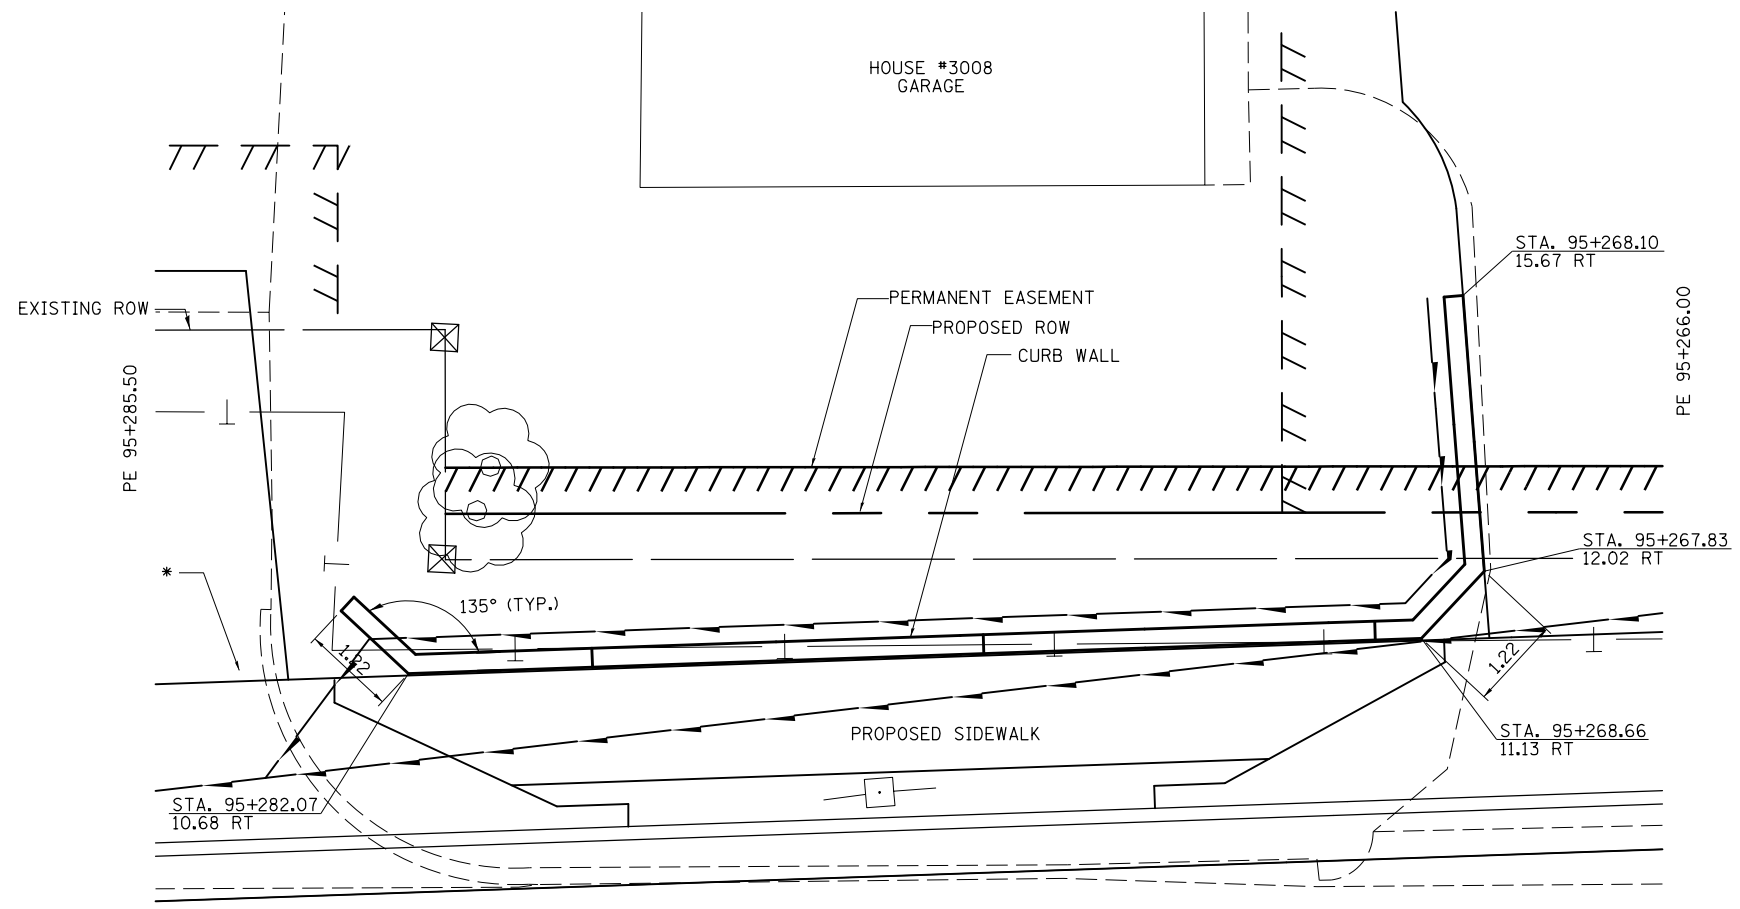 HOUSE #3008
GARAGE
STA. 95+268.10
15.67 RT
EXISTING ROW
PERMANENT EASEMENT
PROPOSED ROW
CURB WALL
PE 95+285.50
PE 95+266.00
STA. 95+267.83
12.02 RT
*
135° (TYP.)
1.22
1.22
PROPOSED SIDEWALK
STA. 95+268.66
11.13 RT
STA. 95+282.07
10.68 RT